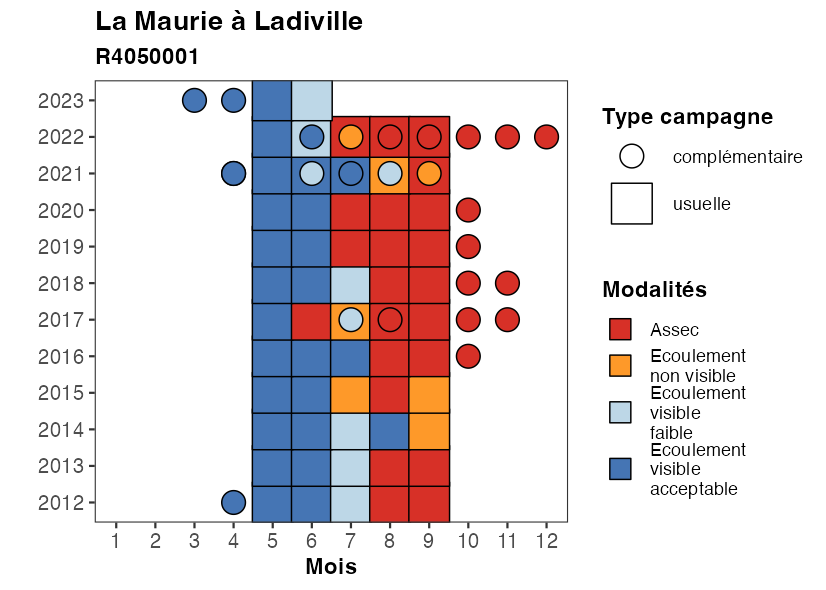 La Maurie à Ladiville
R4050001
2023
2022
2021
2020
2019
2018
2017
2016
2015
2014
2013
2012
1 2 3 4 5 6 7 8 9 10 11 12
Mois
Type campagne
complémentaire
usuelle
Modalités
Assec
Ecoulement
non visible
Ecoulement
visible
faible
Ecoulement
visible
acceptable